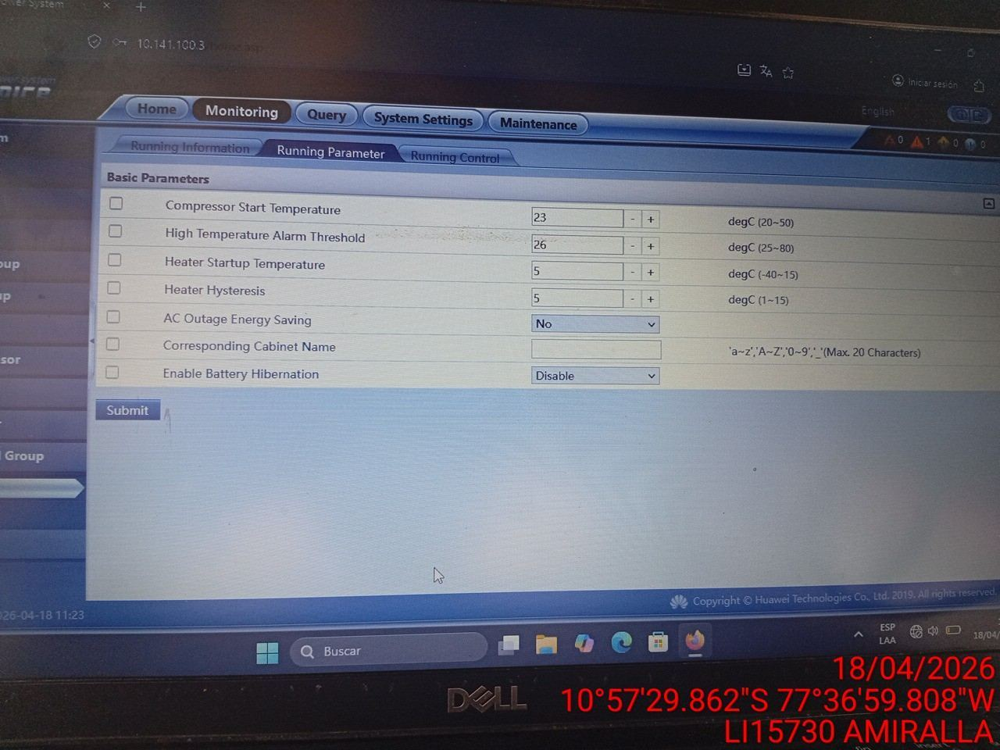 System
10.141.100.3
Iniciar sesión
English
Home
Monitoring
Query
System Settings
Maintenance
0
1
0
0
Running Information
Running Parameter
Running Control
Basic Parameters
Compressor Start Temperature 23 - + degC (20~50)
High Temperature Alarm Threshold 26 - + degC (25~80)
Heater Startup Temperature 5 - + degC (-40~15)
Heater Hysteresis 5 - + degC (1~15)
AC Outage Energy Saving No
Corresponding Cabinet Name 'a~z','A~Z','0~9','_'(Max. 20 Characters)
Enable Battery Hibernation Disable
Submit
oup
p
sor
Group
26-04-18 11:23
Copyright © Huawei Technologies Co., Ltd. 2019. All rights reserved.
Buscar
ESP
LAA
18/04/
DELL
18/04/2026
10°57'29.862"S 77°36'59.808"W
LI15730 AMIRALLA